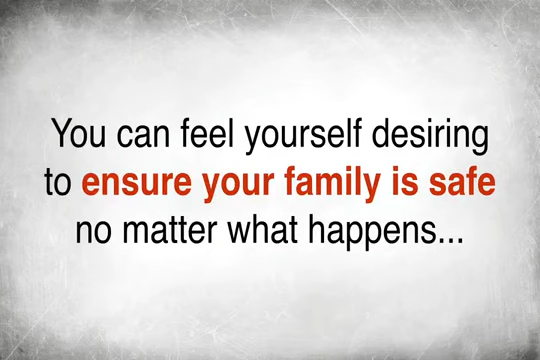 You can feel yourself desiring
to ensure your family is safe
no matter what happens...